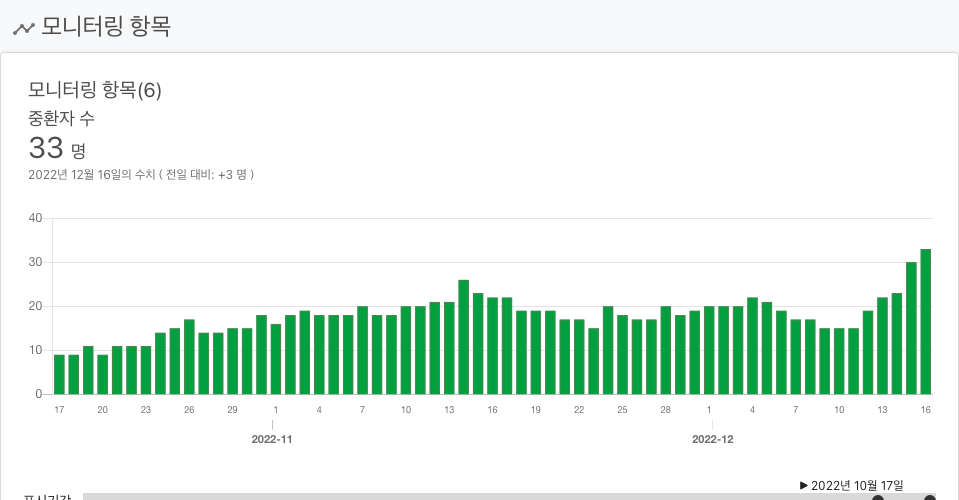 모니터링 항목
모니터링 항목(6)
중환자 수
33 명
2022년 12월 16일의 수치 ( 전일 대비: +3 명 )
40
30
20
10
0
17 20 23 26 29 1 4 7 10 13 16 19 22 25 28 1 4 7 10 13 16
2022-11 2022-12
▶ 2022년 10월 17일
표시기간